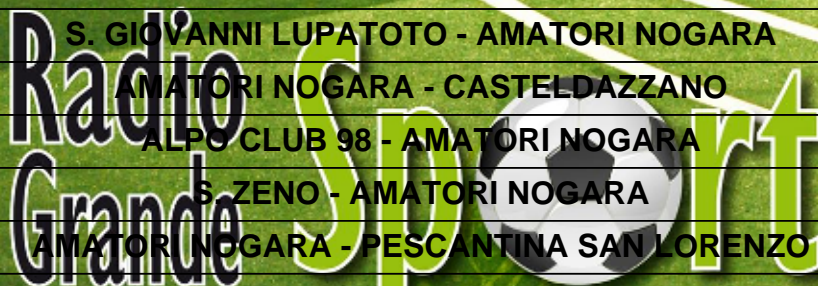 S. GIOVANNI LUPATOTO - AMATORI NOGARA
AMATORI NOGARA - CASTELDAZZANO
ALPO CLUB 98 - AMATORI NOGARA
S. ZENO - AMATORI NOGARA
AMATORI NOGARA - PESCANTINA SAN LORENZO
Radio
Grande
Sport